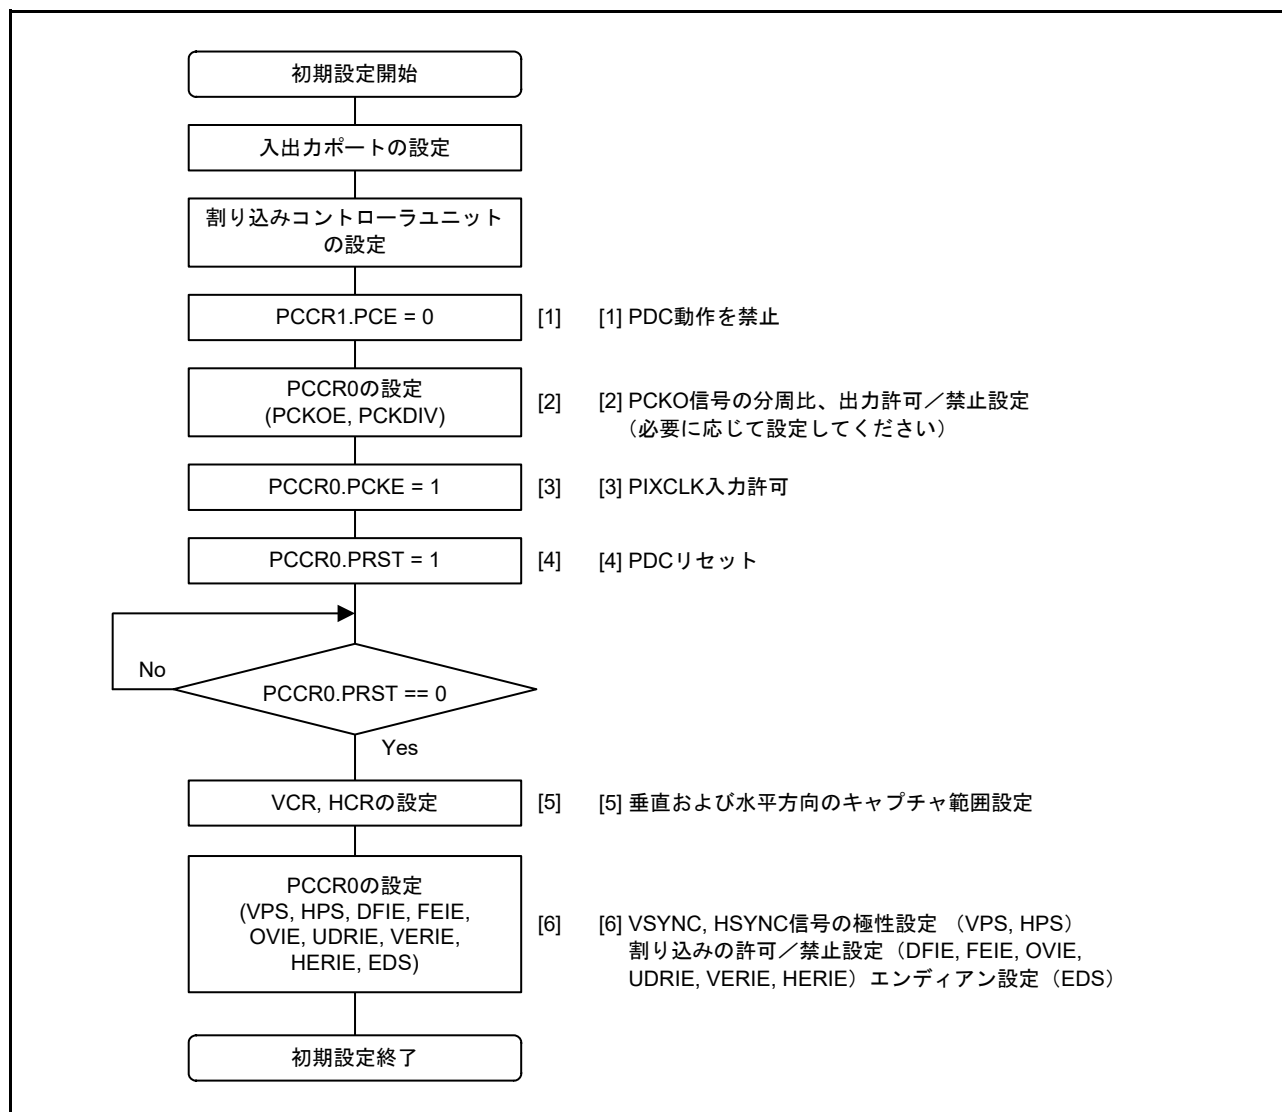 初期設定開始
入出力ポートの設定
割り込みコントローラユニット
の設定
PCCR1.PCE = 0
[1]
[1] PDC動作を禁止
PCCR0の設定
(PCKOE, PCKDIV)
[2]
[2] PCKO信号の分周比、出力許可／禁止設定
（必要に応じて設定してください）
PCCR0.PCKE = 1
[3]
[3] PIXCLK入力許可
PCCR0.PRST = 1
[4]
[4] PDCリセット
No
PCCR0.PRST == 0
Yes
VCR, HCRの設定
[5]
[5] 垂直および水平方向のキャプチャ範囲設定
PCCR0の設定
(VPS, HPS, DFIE, FEIE,
OVIE, UDRIE, VERIE,
HERIE, EDS)
[6]
[6] VSYNC, HSYNC信号の極性設定 （VPS, HPS）
割り込みの許可／禁止設定（DFIE, FEIE, OVIE,
UDRIE, VERIE, HERIE）エンディアン設定（EDS）
初期設定終了